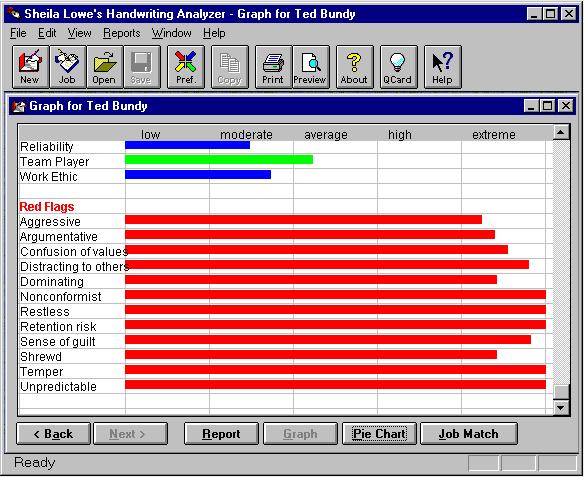 Sheila Lowe's Handwriting Analyzer - Graph for Ted Bundy
File Edit View Reports Window Help
New Job Open Save Pref. Copy Print Preview About QCard Help
Graph for Ted Bundy
low moderate average high extreme
Reliability
Team Player
Work Ethic
Red Flags
Aggressive
Argumentative
Confusion of values
Distracting to others
Dominating
Nonconformist
Restless
Retention risk
Sense of guilt
Shrewd
Temper
Unpredictable
< Back Next > Report Graph Pie Chart Job Match
Ready